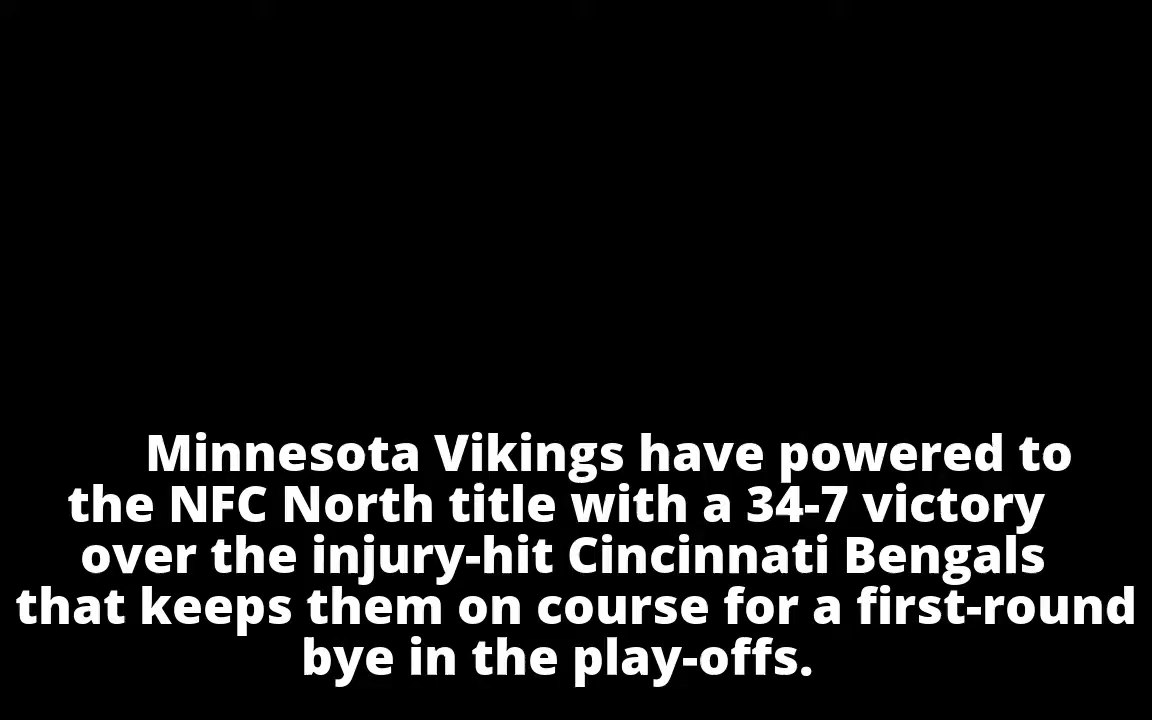 Minnesota Vikings have powered to
the NFC North title with a 34-7 victory
over the injury-hit Cincinnati Bengals
that keeps them on course for a first-round
bye in the play-offs.